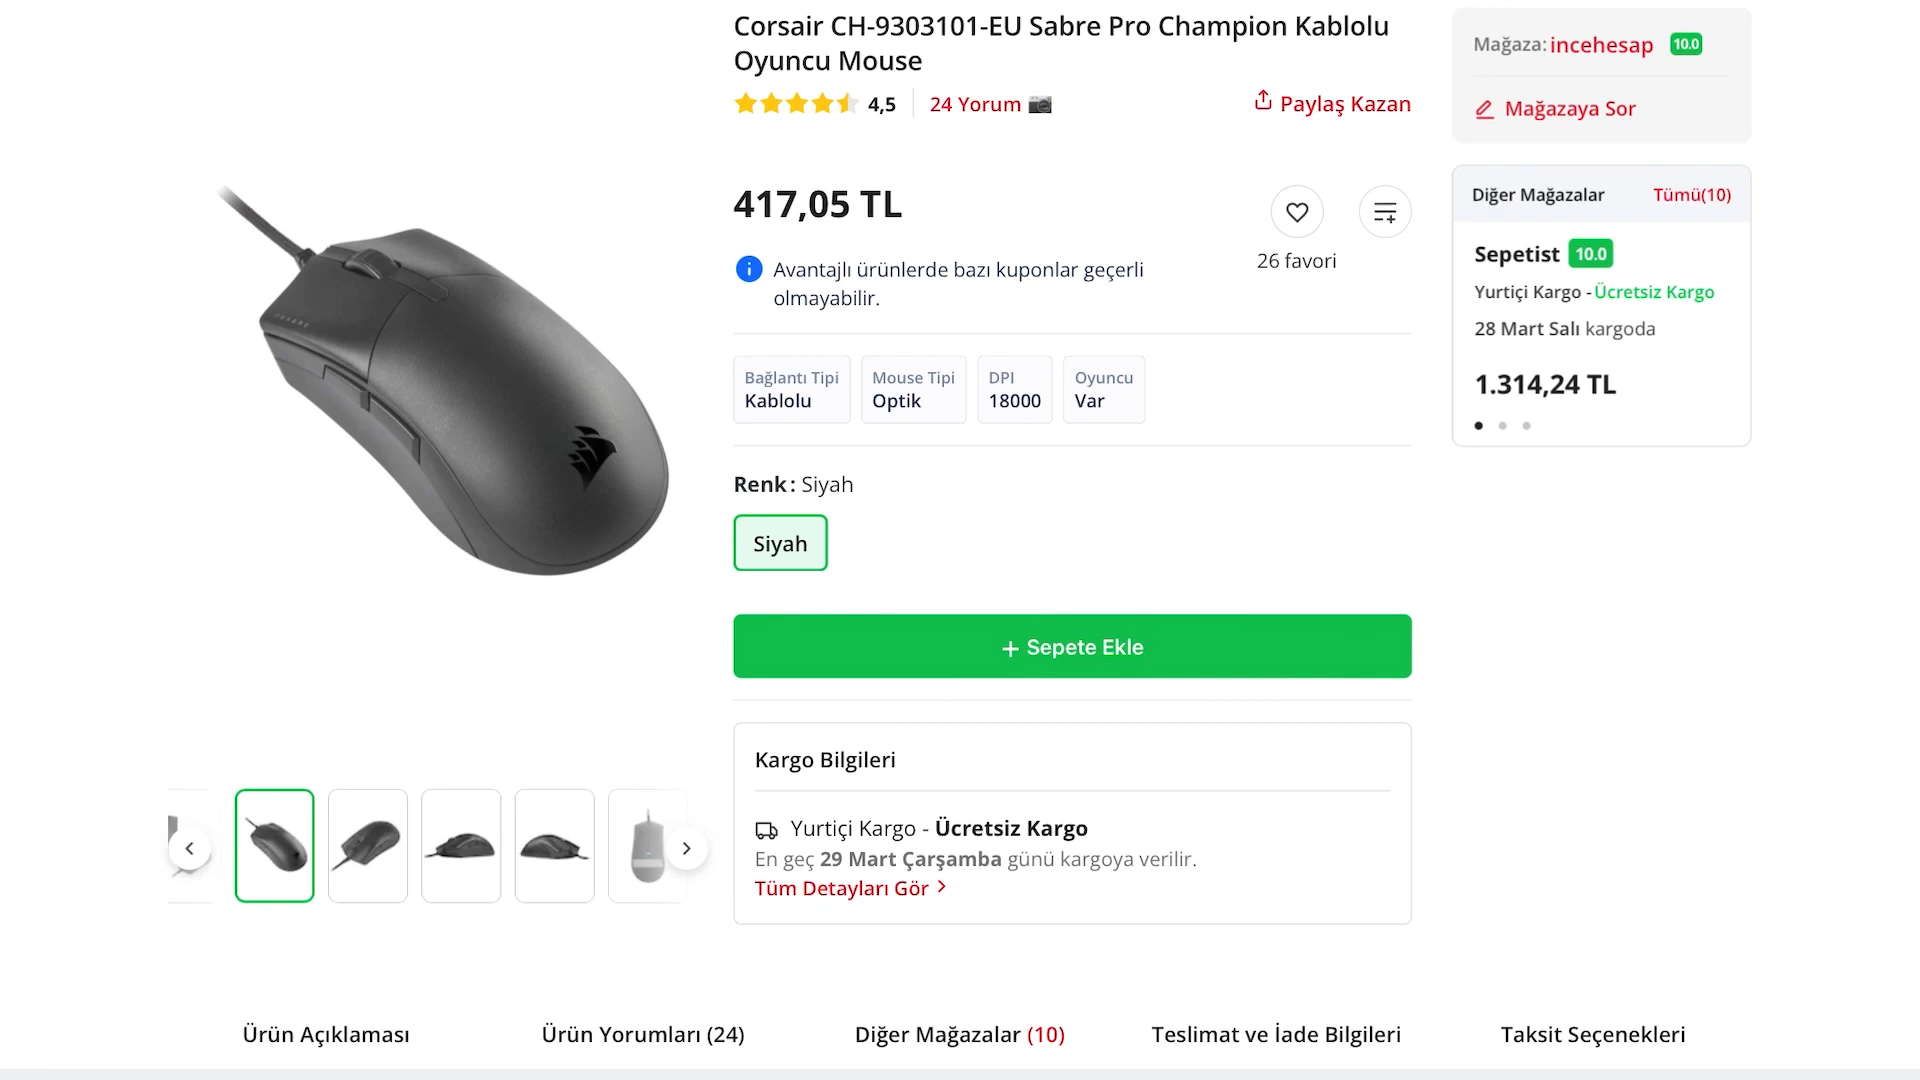 Corsair CH-9303101-EU Sabre Pro Champion Kablolu
Oyuncu Mouse
4,5
24 Yorum
Paylaş Kazan
417,05 TL
26 favori
Avantajlı ürünlerde bazı kuponlar geçerli
olmayabilir.
Bağlantı Tipi
Kablolu
Mouse Tipi
Optik
DPI
18000
Oyuncu
Var
Renk: Siyah
Siyah
+ Sepete Ekle
Kargo Bilgileri
Yurtiçi Kargo - Ücretsiz Kargo
En geç 29 Mart Çarşamba günü kargoya verilir.
Tüm Detayları Gör
Mağaza: incehesap 10.0
Mağazaya Sor
Diğer Mağazalar Tümü(10)
Sepetist 10.0
Yurtiçi Kargo - Ücretsiz Kargo
28 Mart Salı kargoda
1.314,24 TL
Ürün Açıklaması
Ürün Yorumları (24)
Diğer Mağazalar (10)
Teslimat ve İade Bilgileri
Taksit Seçenekleri